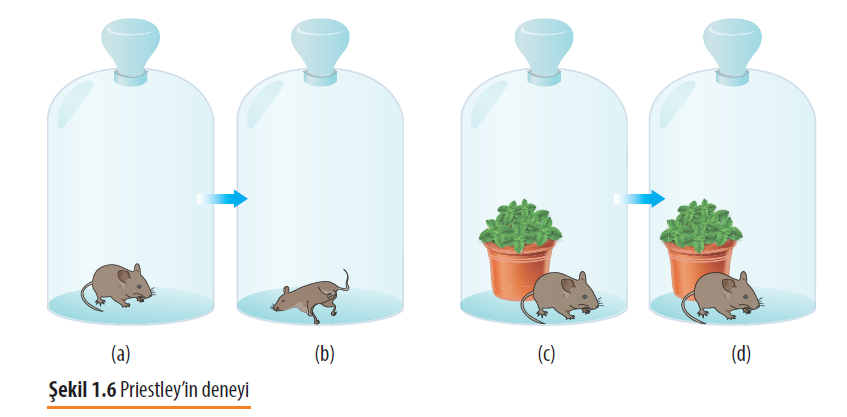 (a) (b) (c) (d)
Şekil 1.6 Priestley’in deneyi